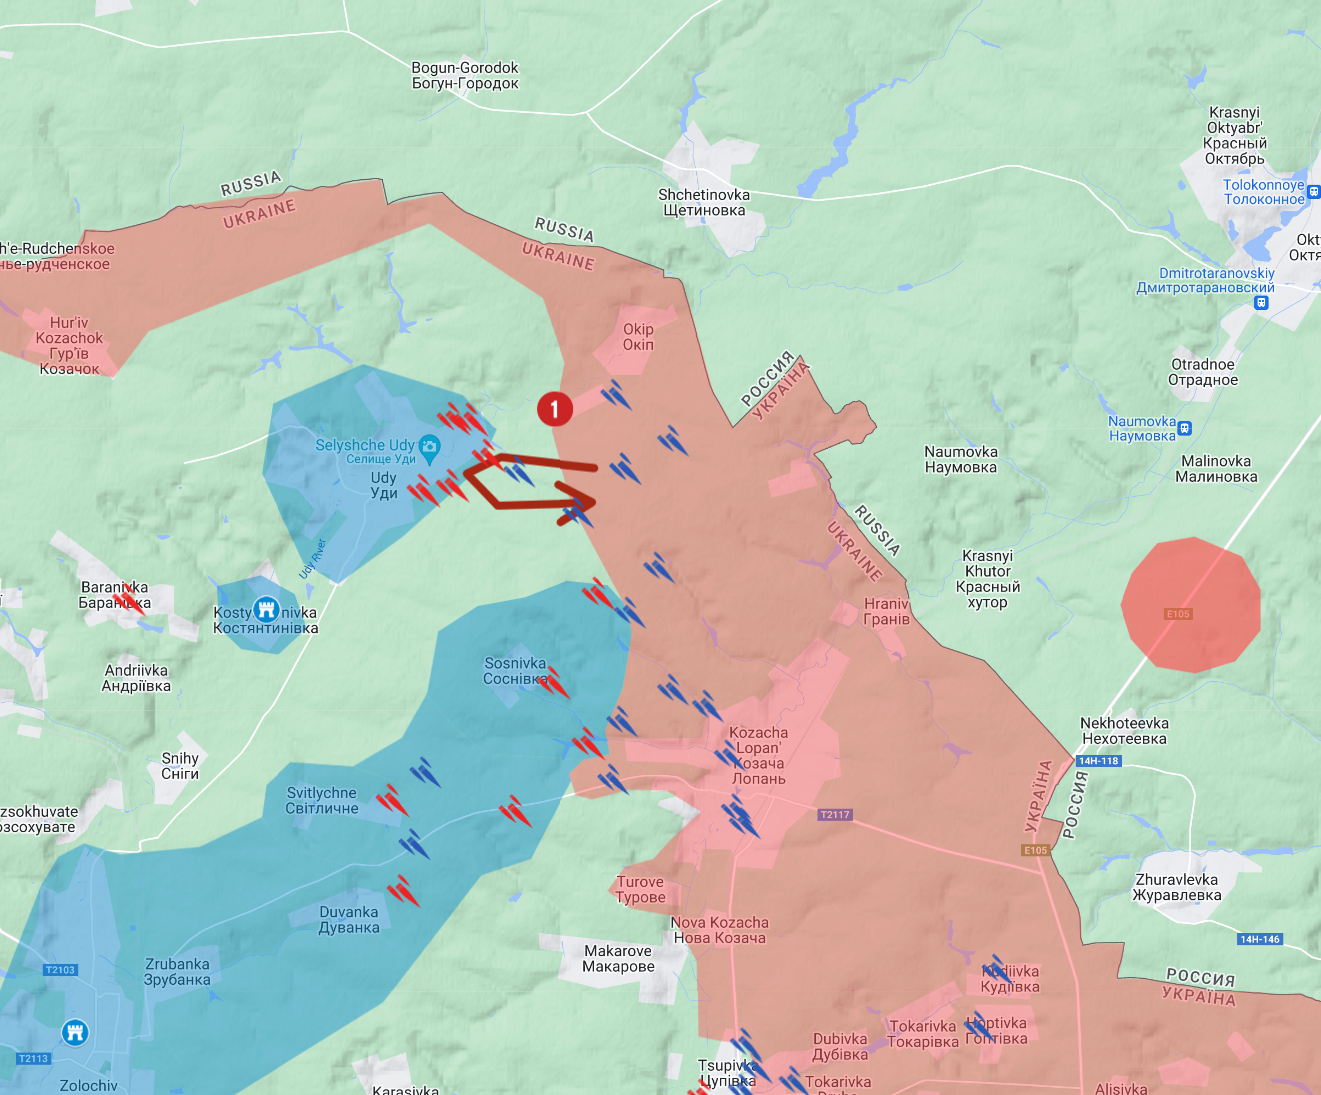 Bogun-Gorodok
Богун-Городок
Krasnyi
Oktyabr'
Красный
Октябрь
RUSSIA
UKRAINE
Shchetinovka
Щетиновка
Tolokonnoye
Толоконное
RUSSIA
UKRAINE
h'e-Rudchenskoe
чье-рудченское
Okt
Окт
Dmitrotaranovskiy
Дмитротарановский
Hur'iv
Kozachok
Гур'їв
Козачок
Okip
Окіп
РОССИЯ
УКРАЇНА
Otradnoe
Отрадное
1
Naumovka
Наумовка
Selyshche Udy
Селище Уди
Naumovka
Наумовка
Malinovka
Малиновка
Udy
Уди
RUSSIA
UKRAINE
Udy River
Krasnyi
Khutor
Красный
хутор
Baranivka
Баранівка
E105
Hraniv
Гранів
Костянтинівка
Andriivka
Андріївка
Sosnivka
Соснівка
Nekhoteevka
Нехотеевка
Kozacha
Lopan'
Козача
Лопань
Snihy
Сніги
14H-118
УКРАЇНА
РОССИЯ
Svitlychne
Світличне
zsokhuvate
озсохувате
T2117
E105
Turove
Турове
Zhuravlevka
Журавлевка
Duvanka
Дуванка
Nova Kozacha
Нова Козача
14H-146
Makarove
Макарове
T2103
Zrubanka
Зрубанка
Kudiivka
Кудіївка
РОССИЯ
УКРАЇНА
Tokarivka
Токарівка
Hoptivka
Гоптівка
Dubivka
Дубівка
T2113
Tsupivka
Цупівка
Zolochiv
Karasivka
Tokarivka
Alisivka